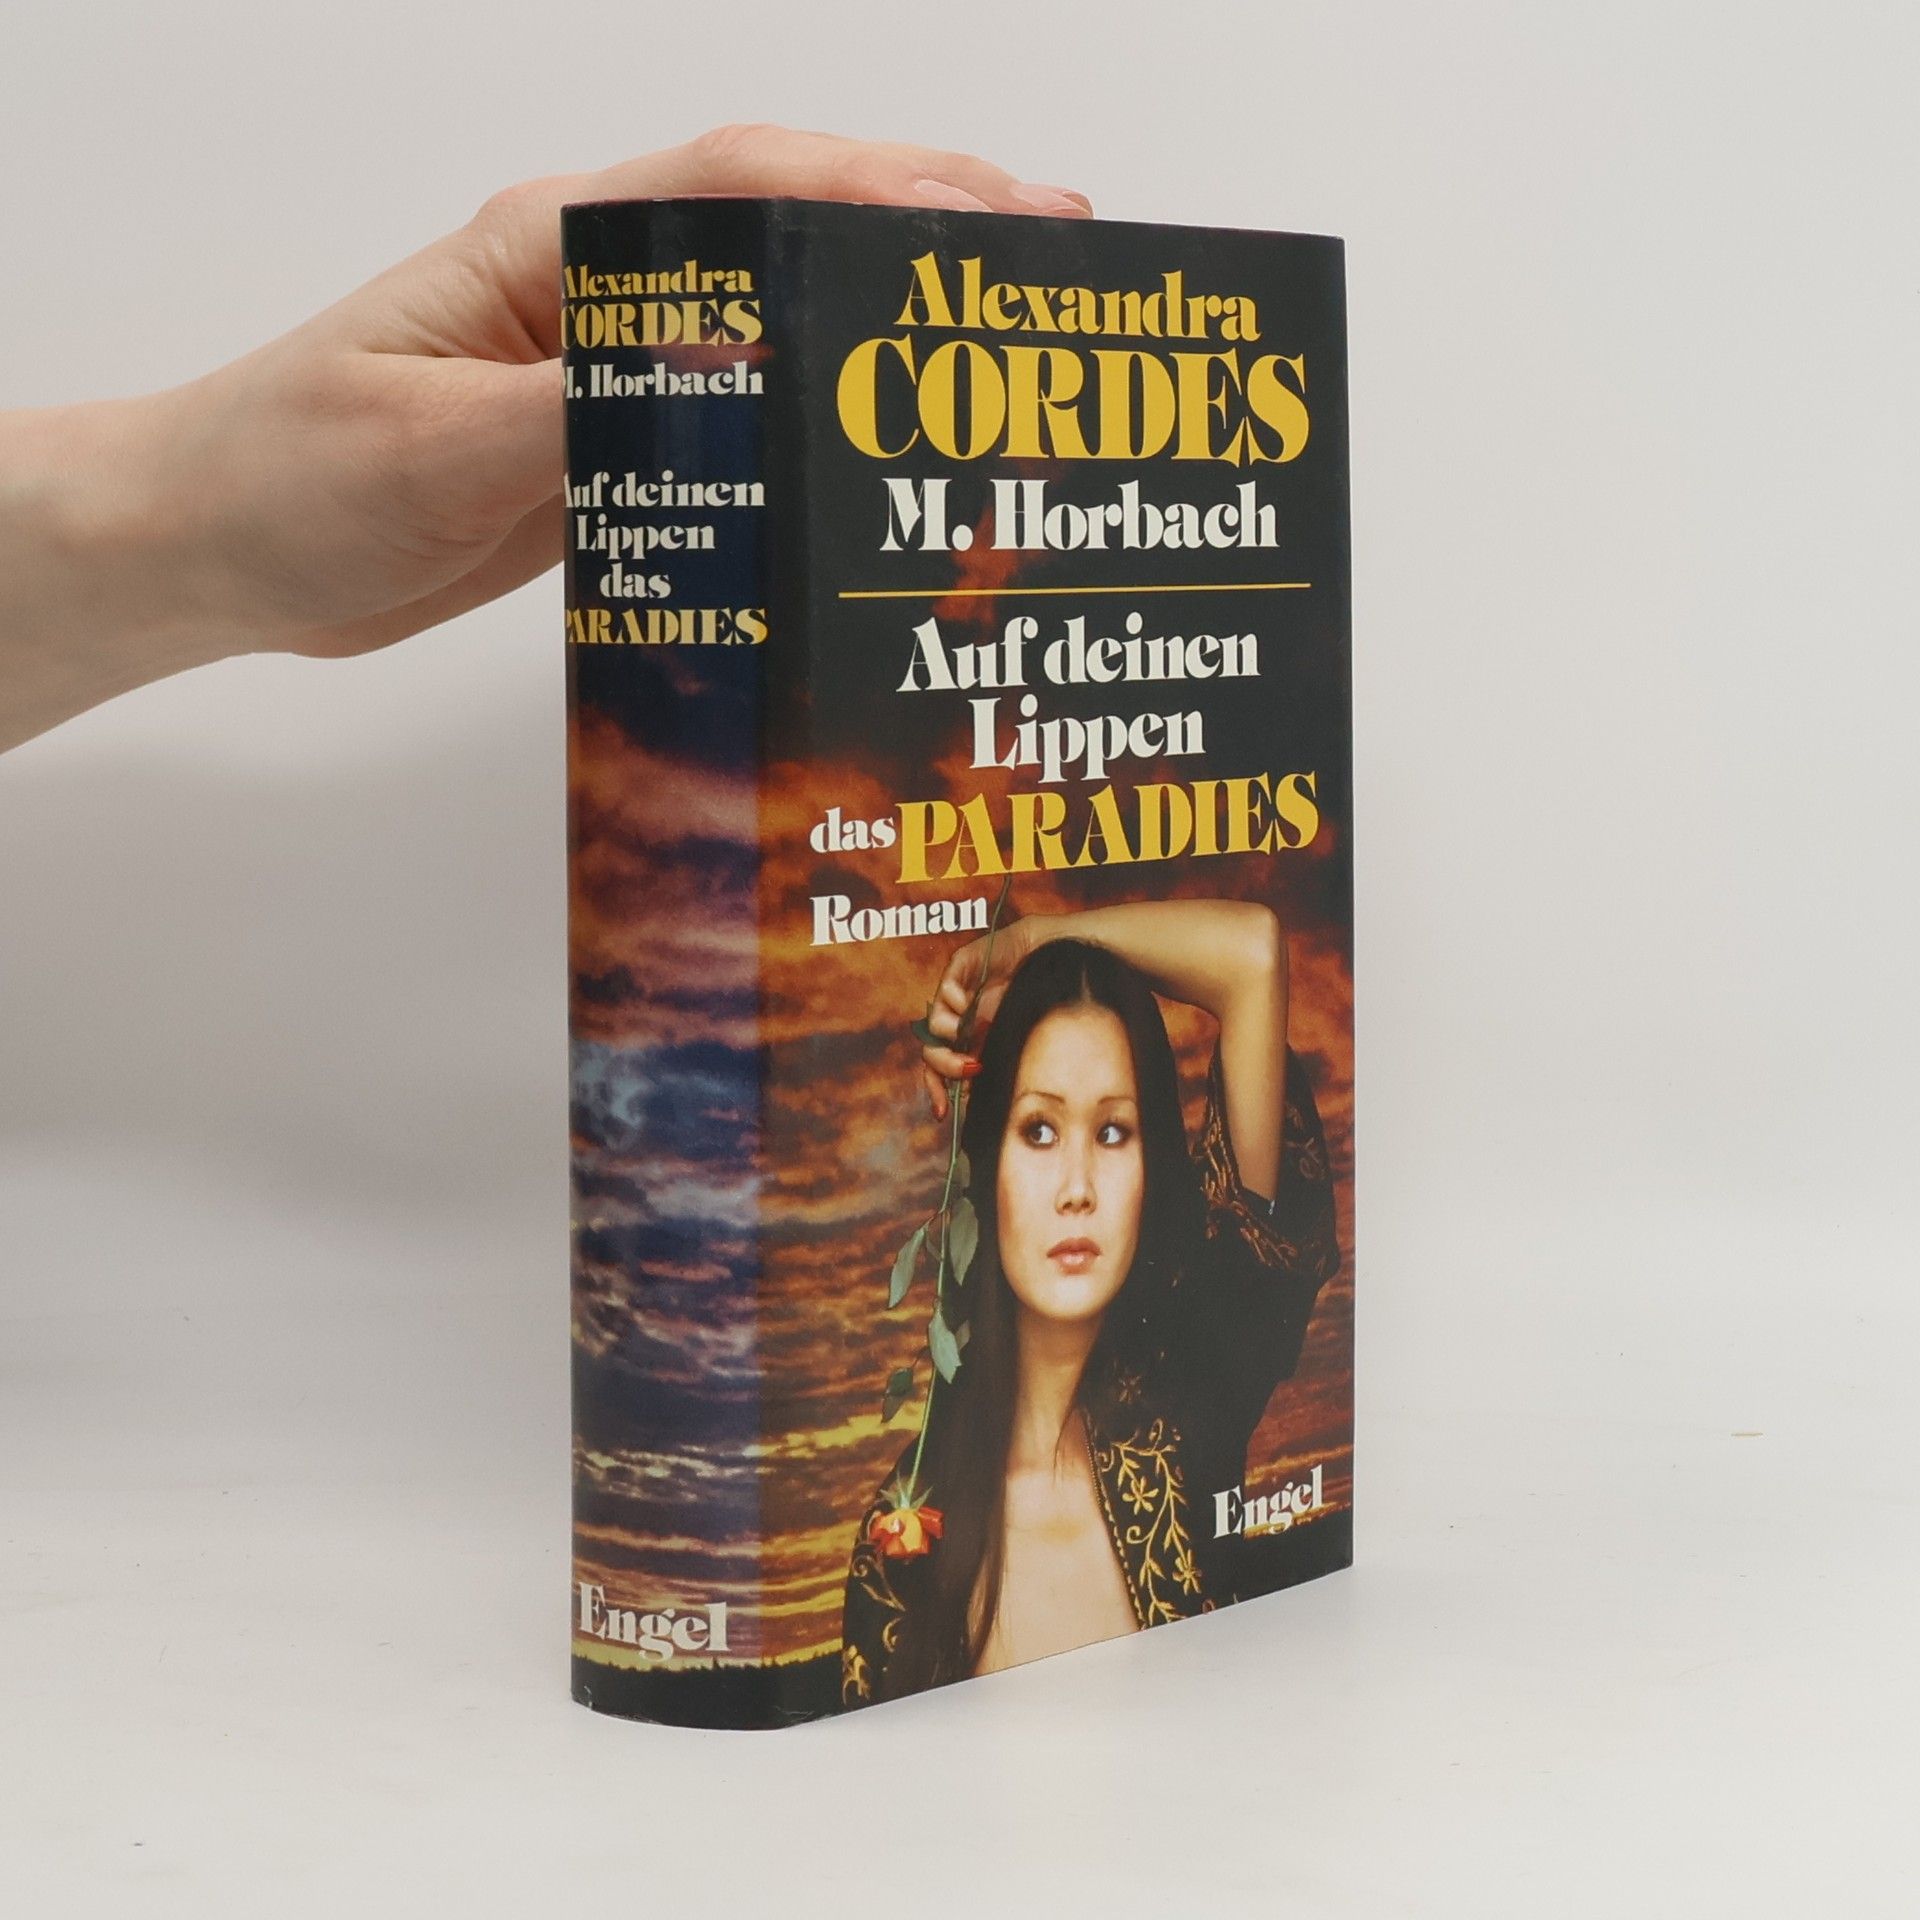 Alexandra
CORDES
M. Horbach
Auf deinen
Lippen
das
PARADIES
Engel
Alexandra
CORDES
M. Horbach
Auf deinen
Lippen
das PARADIES
Roman
Engel